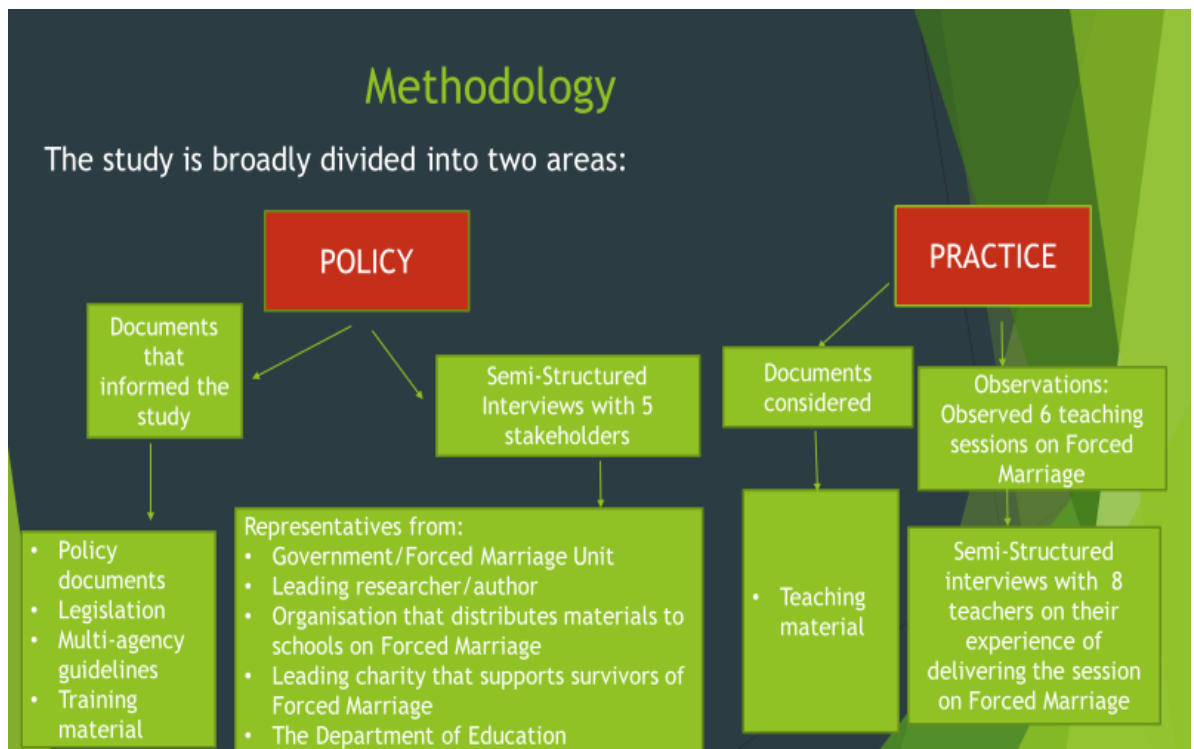 Methodology
The study is broadly divided into two areas:
POLICY
Documents
that
informed the
study
• Policy
documents
• Legislation
• Multi-agency
guidelines
• Training
material
Semi-Structured
Interviews with 5
stakeholders
Representatives from:
• Government/Forced Marriage Unit
• Leading researcher/author
• Organisation that distributes materials to
schools on Forced Marriage
• Leading charity that supports survivors of
Forced Marriage
• The Department of Education
PRACTICE
Documents
considered
• Teaching
material
Observations:
Observed 6 teaching
sessions on Forced
Marriage
Semi-Structured
interviews with 8
teachers on their
experience of
delivering the session
on Forced Marriage